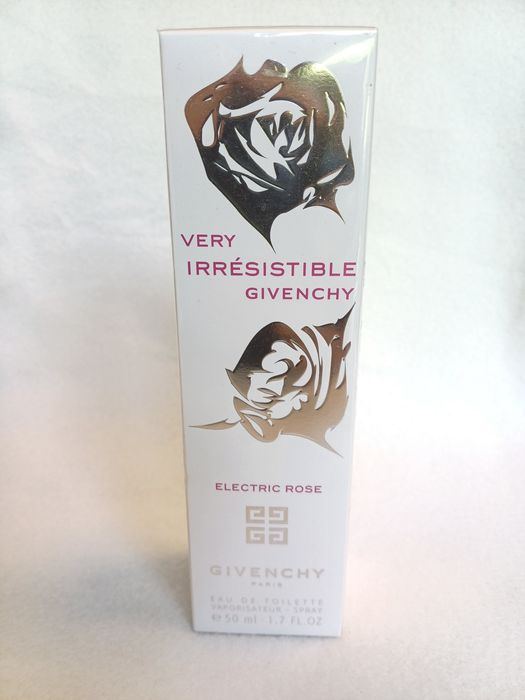 VERY
IRRÉSISTIBLE
GIVENCHY
ELECTRIC ROSE
GIVENCHY
PARIS
EAU DE TOILETTE
VAPORISATEUR - SPRAY
℮ 50 ml - 1.7 FL.OZ